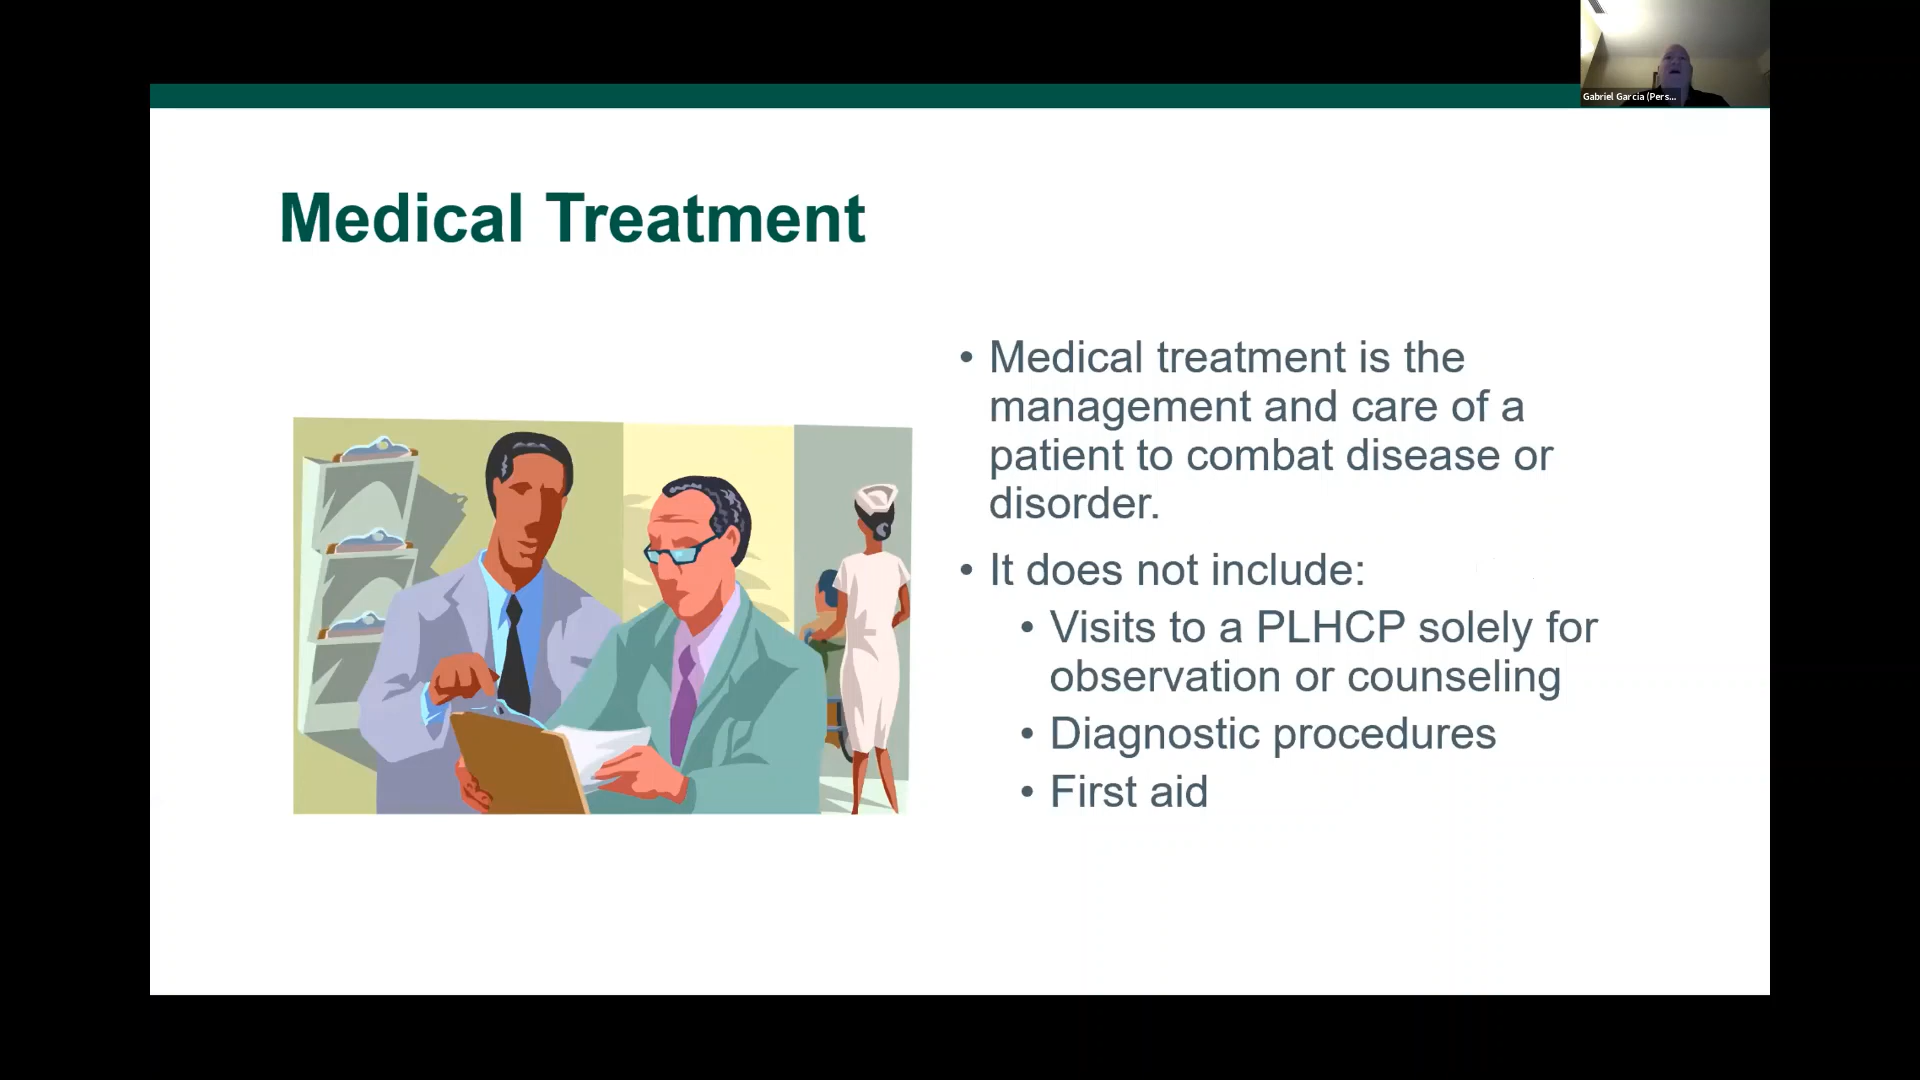 Gabriel Garcia (Pers...
Medical Treatment
• Medical treatment is the
management and care of a
patient to combat disease or
disorder.
• It does not include:
• Visits to a PLHCP solely for
observation or counseling
• Diagnostic procedures
• First aid